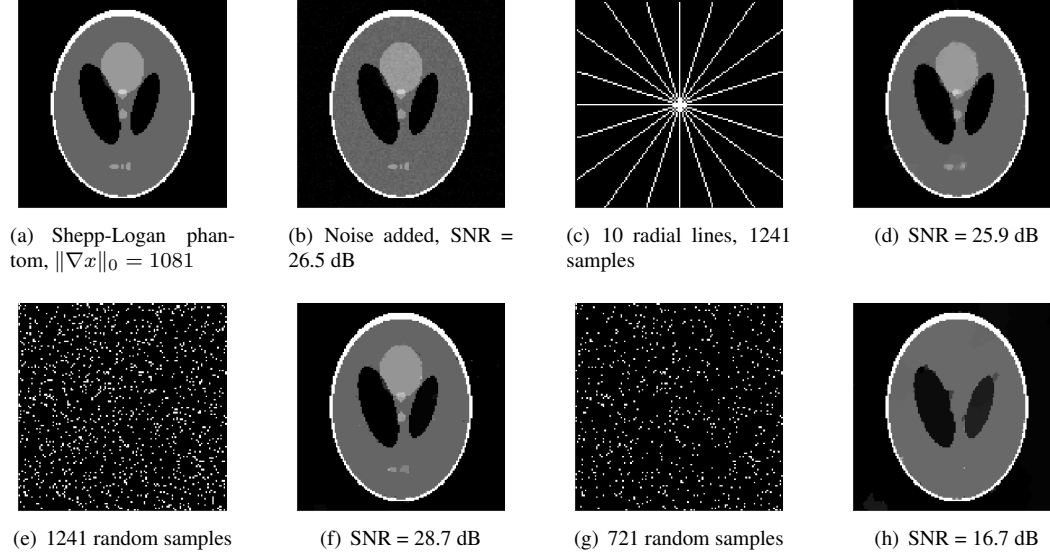 (a) Shepp-Logan phan-
tom, ‖∇x‖₀ = 1081
(b) Noise added, SNR =
26.5 dB
(c) 10 radial lines, 1241
samples
(d) SNR = 25.9 dB
(e) 1241 random samples
(f) SNR = 28.7 dB
(g) 721 random samples
(h) SNR = 16.7 dB